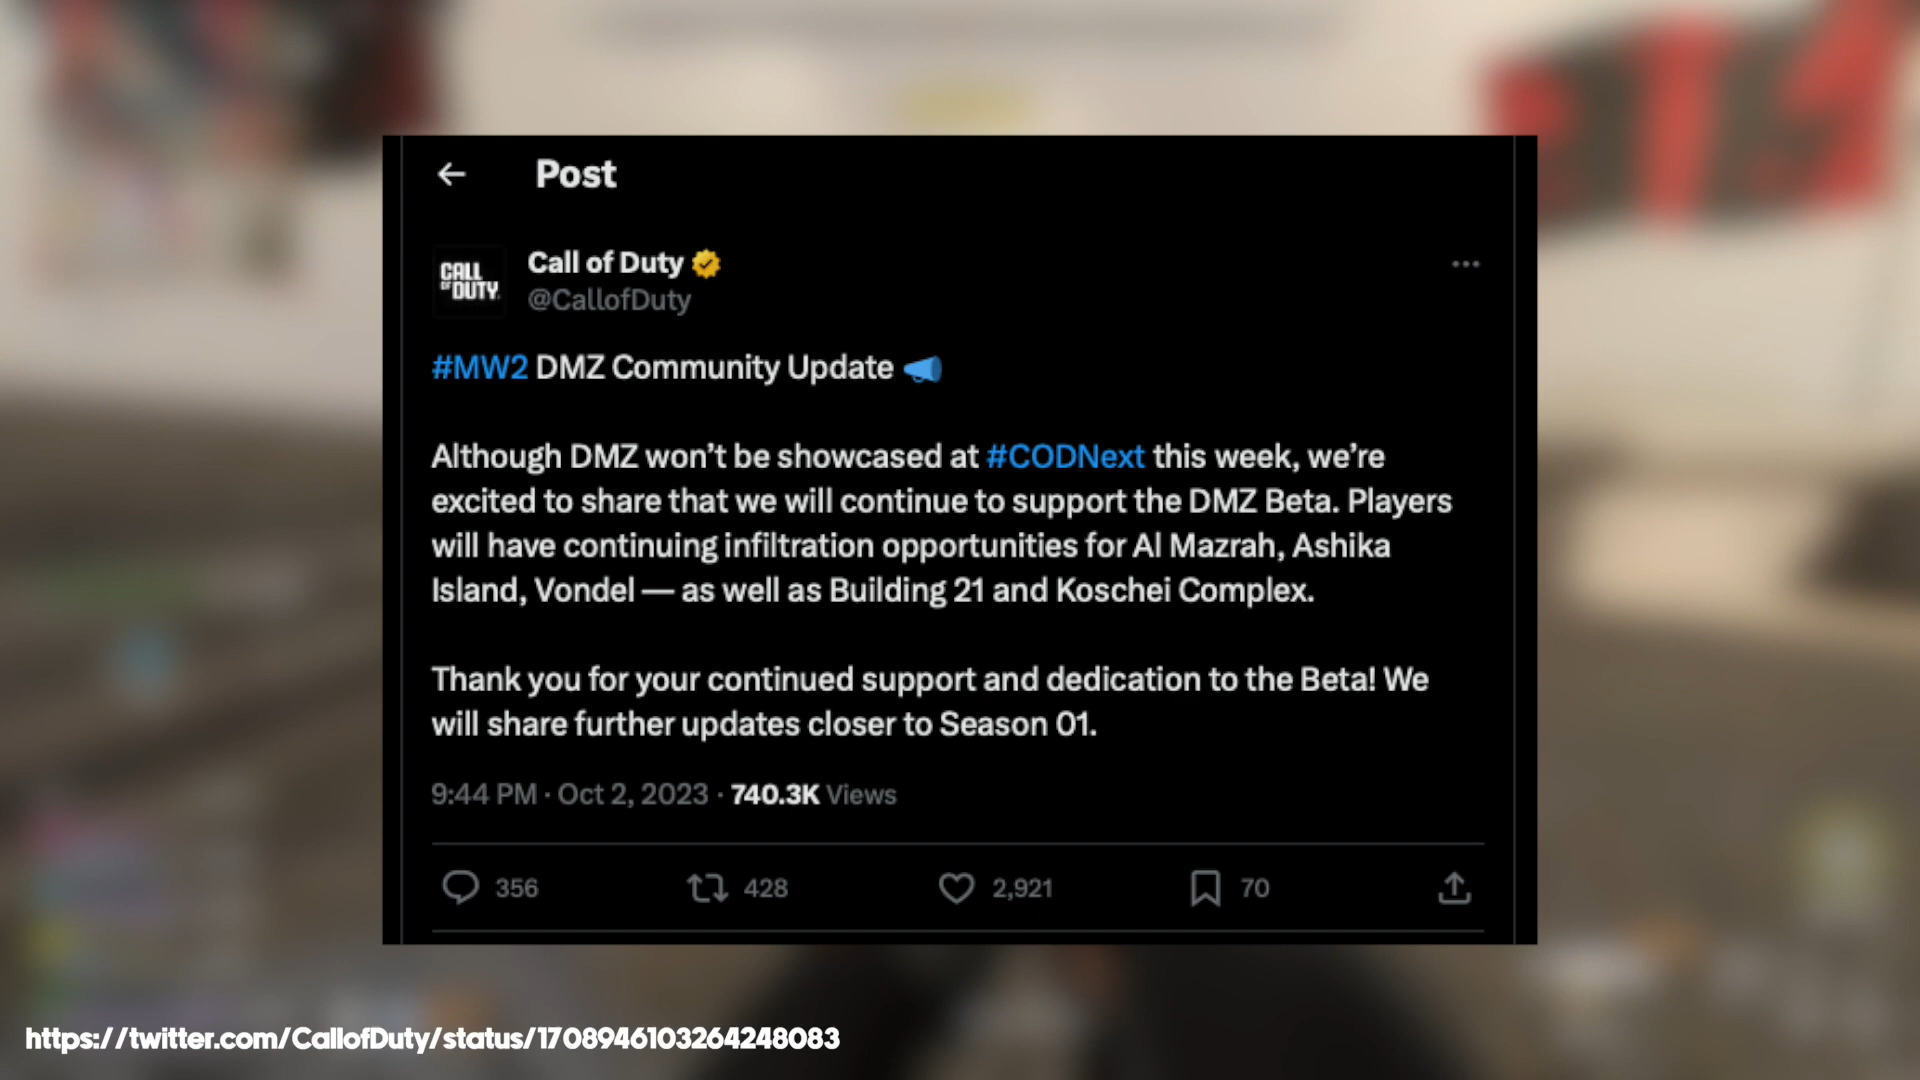 Post
CALL OF DUTY
Call of Duty
@CallofDuty
#MW2 DMZ Community Update
Although DMZ won’t be showcased at #CODNext this week, we’re
excited to share that we will continue to support the DMZ Beta. Players
will have continuing infiltration opportunities for Al Mazrah, Ashika
Island, Vondel — as well as Building 21 and Koschei Complex.
Thank you for your continued support and dedication to the Beta! We
will share further updates closer to Season 01.
9:44 PM · Oct 2, 2023 · 740.3K Views
356 428 2,921 70
https://twitter.com/CallofDuty/status/1708946103264248083